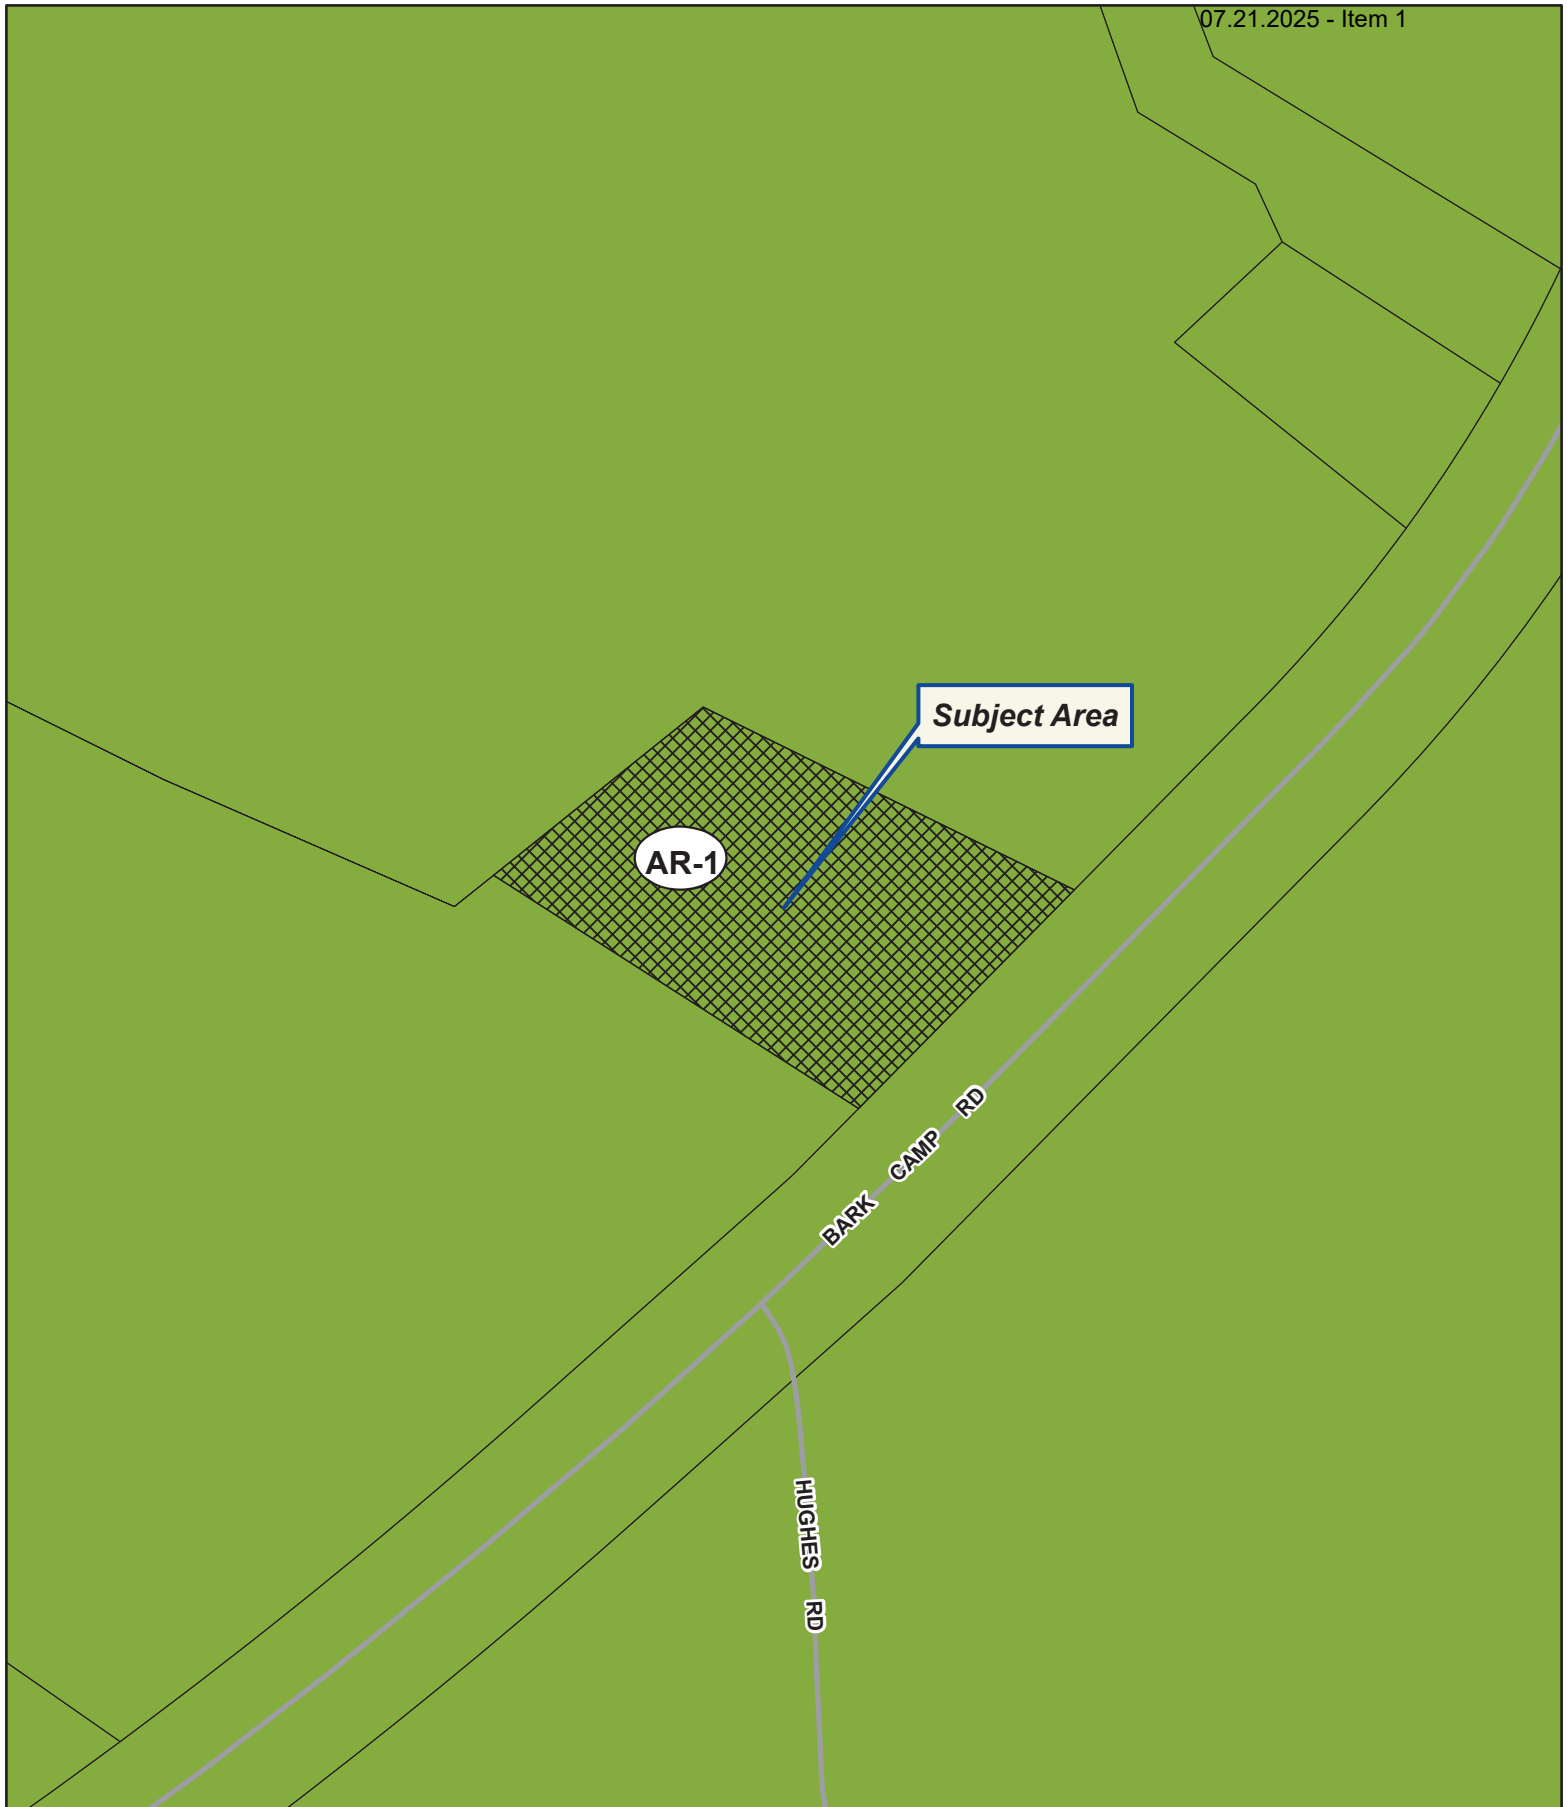 07.21.2025 - Item 1
Subject Area
AR-1
BARK CAMP RD
HUGHES RD